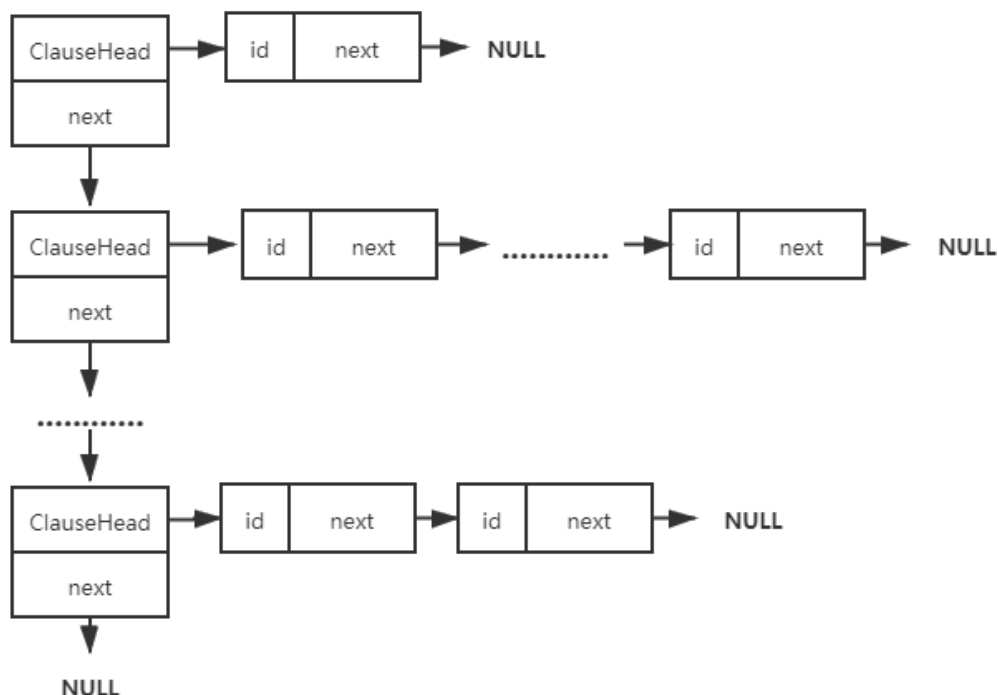 ClauseHead id next NULL
next
ClauseHead id next ............ id next NULL
next
............
ClauseHead id next id next NULL
next
NULL